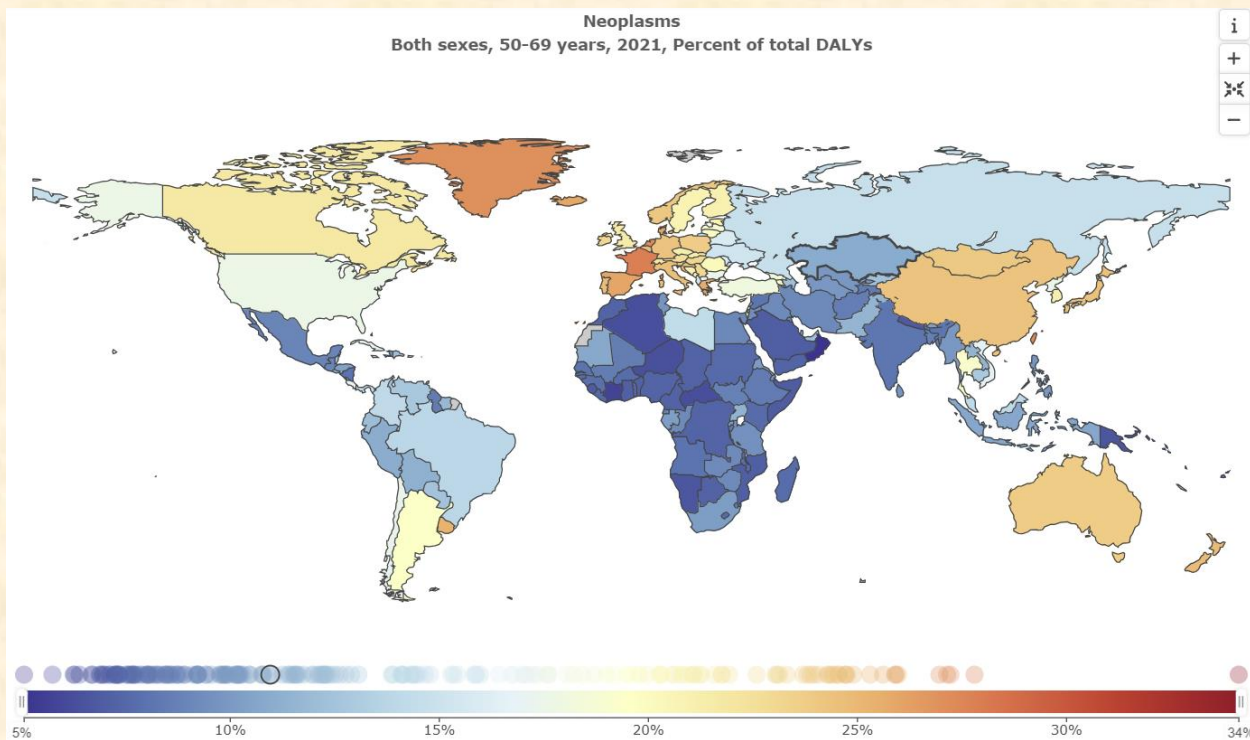 Neoplasms
Both sexes, 50-69 years, 2021, Percent of total DALYs
i
+
−
5% 10% 15% 20% 25% 30% 34%